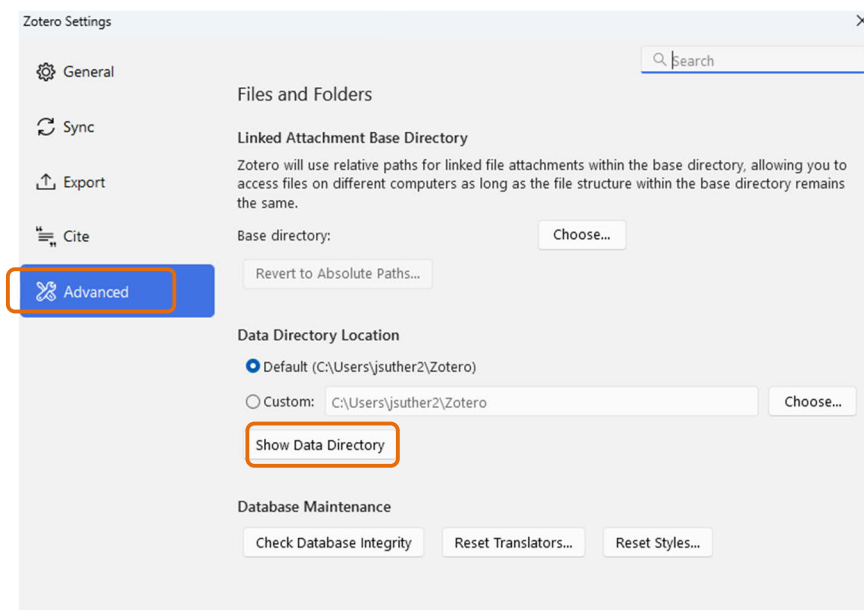 Zotero Settings
General
Sync
Export
Cite
Advanced
Search
Files and Folders
Linked Attachment Base Directory
Zotero will use relative paths for linked file attachments within the base directory, allowing you to
access files on different computers as long as the file structure within the base directory remains
the same.
Base directory:
Choose...
Revert to Absolute Paths...
Data Directory Location
Default (C:\Users\jsuther2\Zotero)
Custom: C:\Users\jsuther2\Zotero Choose...
Show Data Directory
Database Maintenance
Check Database Integrity Reset Translators... Reset Styles...